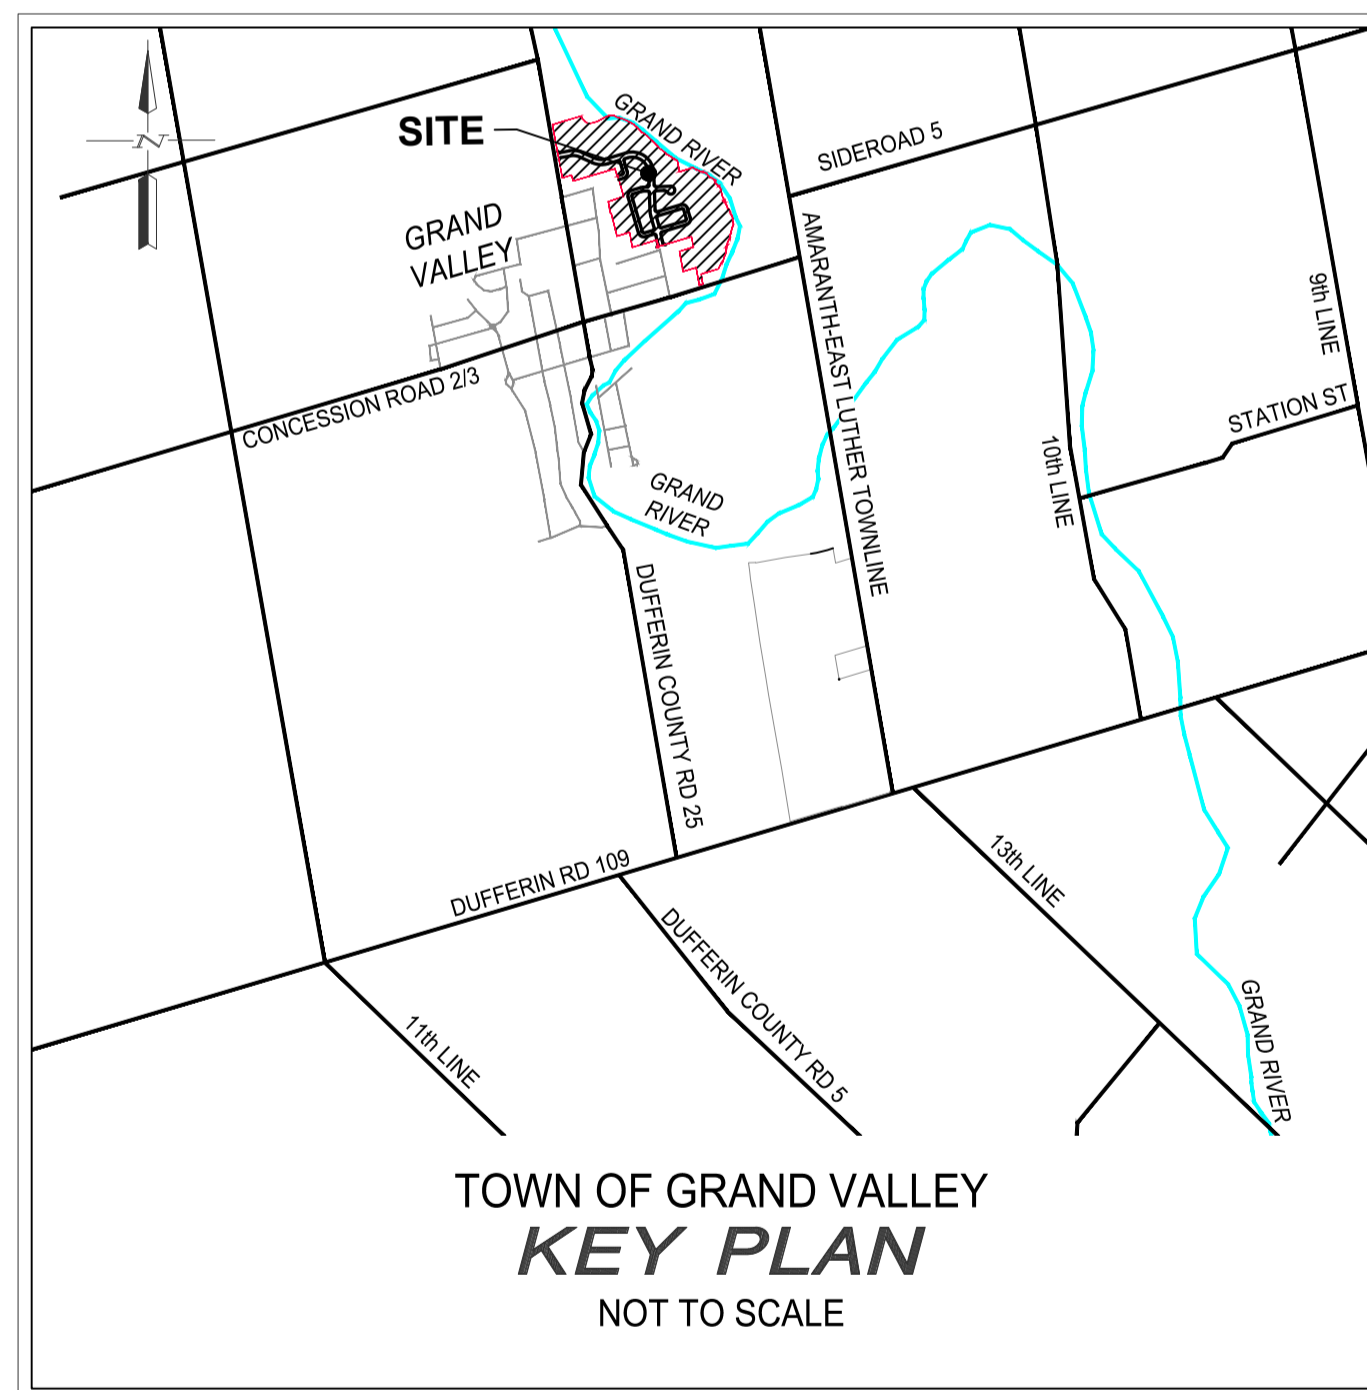 N
SITE
GRAND RIVER
SIDEROAD 5
GRAND
VALLEY
AMARANTH-EAST LUTHER TOWNLINE
9th LINE
CONCESSION ROAD 2/3
STATION ST
10th LINE
GRAND
RIVER
DUFFERIN COUNTY RD 25
DUFFERIN RD 109
13th LINE
DUFFERIN COUNTY RD 5
11th LINE
GRAND RIVER
TOWN OF GRAND VALLEY
KEY PLAN
NOT TO SCALE